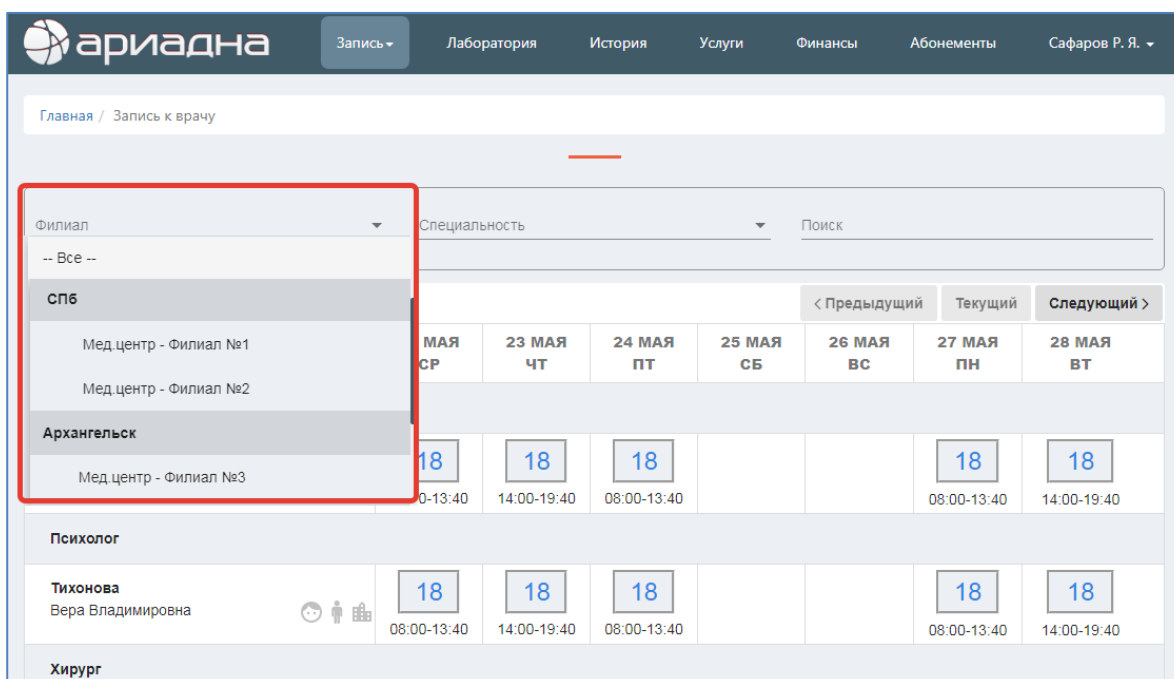 ариадна
Запись Лаборатория История Услуги Финансы Абонементы Сафаров Р. Я.
Главная / Запись к врачу
Филиал Специальность Поиск
-- Все --
СПб
Мед.центр - Филиал №1
Мед.центр - Филиал №2
Архангельск
Мед.центр - Филиал №3
< Предыдущий Текущий Следующий >
МАЯ 23 МАЯ 24 МАЯ 25 МАЯ 26 МАЯ 27 МАЯ 28 МАЯ
СР ЧТ ПТ СБ ВС ПН ВТ
18 18 18 18 18
0-13:40 14:00-19:40 08:00-13:40 08:00-13:40 14:00-19:40
Психолог
Тихонова
Вера Владимировна
18 18 18 18 18
08:00-13:40 14:00-19:40 08:00-13:40 08:00-13:40 14:00-19:40
Хирург